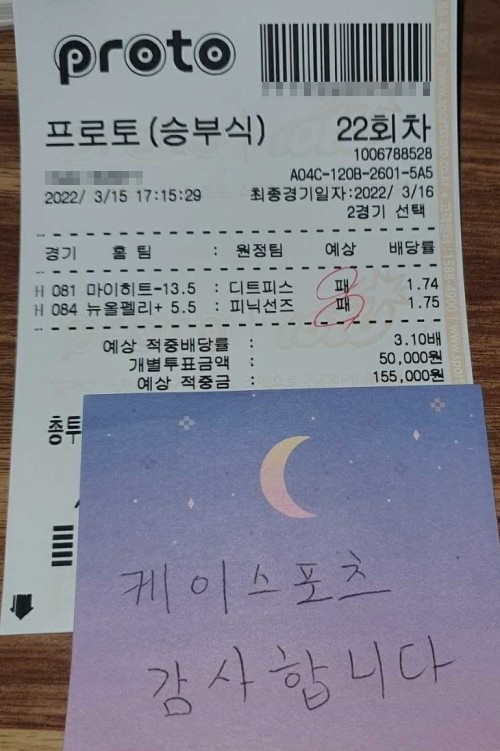 proto
프로토(승부식) 22회차
1006788528
A04C-120B-2601-5A5
2022/ 3/15 17:15:29 최종경기일자:2022/ 3/16
2경기 선택
경기 홈 팀 : 원정팀 예상 배당률
H 081 마이히트-13.5 : 디트피스 패 1.74
H 084 뉴올펠리+ 5.5 : 피닉선즈 패 1.75
예상 적중배당률 : 3.10배
개별투표금액 : 50,000원
예상 적중금 : 155,000원
총투
케이스포츠
감사합니다